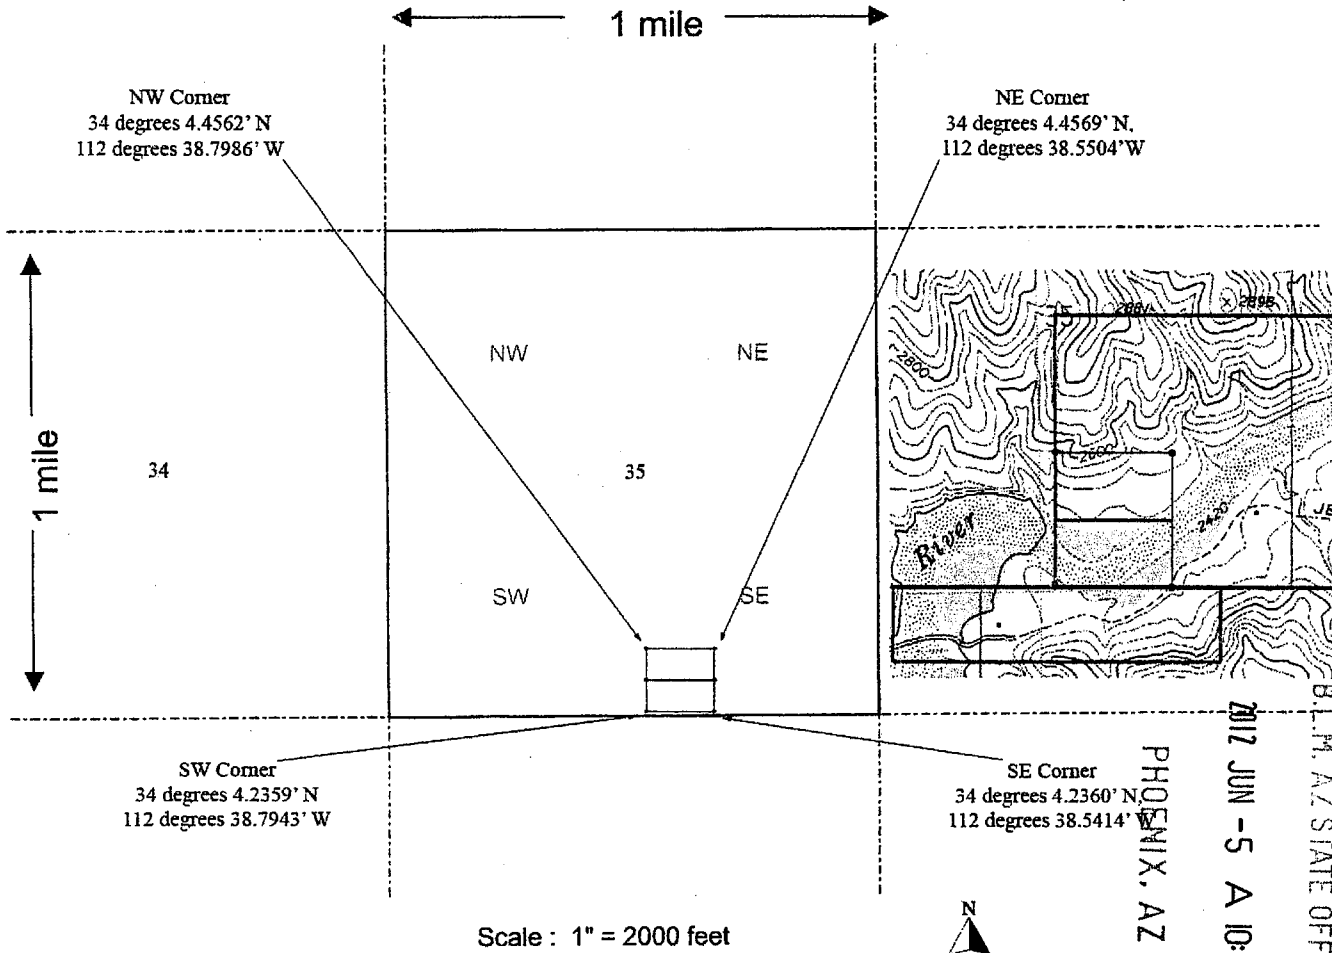 1 mile
NW Corner
34 degrees 4.4562' N
112 degrees 38.7986' W
NE Corner
34 degrees 4.4569' N,
112 degrees 38.5504' W
1 mile
NW
NE
34
35
SW
SE
2898
2800
2600
2420
River
SW Corner
34 degrees 4.2359' N
112 degrees 38.7943' W
SE Corner
34 degrees 4.2360' N,
112 degrees 38.5414' W
B.L.M. AZ STATE OFF
2012 JUN -5 A 10:
PHOENIX, AZ
Scale : 1" = 2000 feet
N